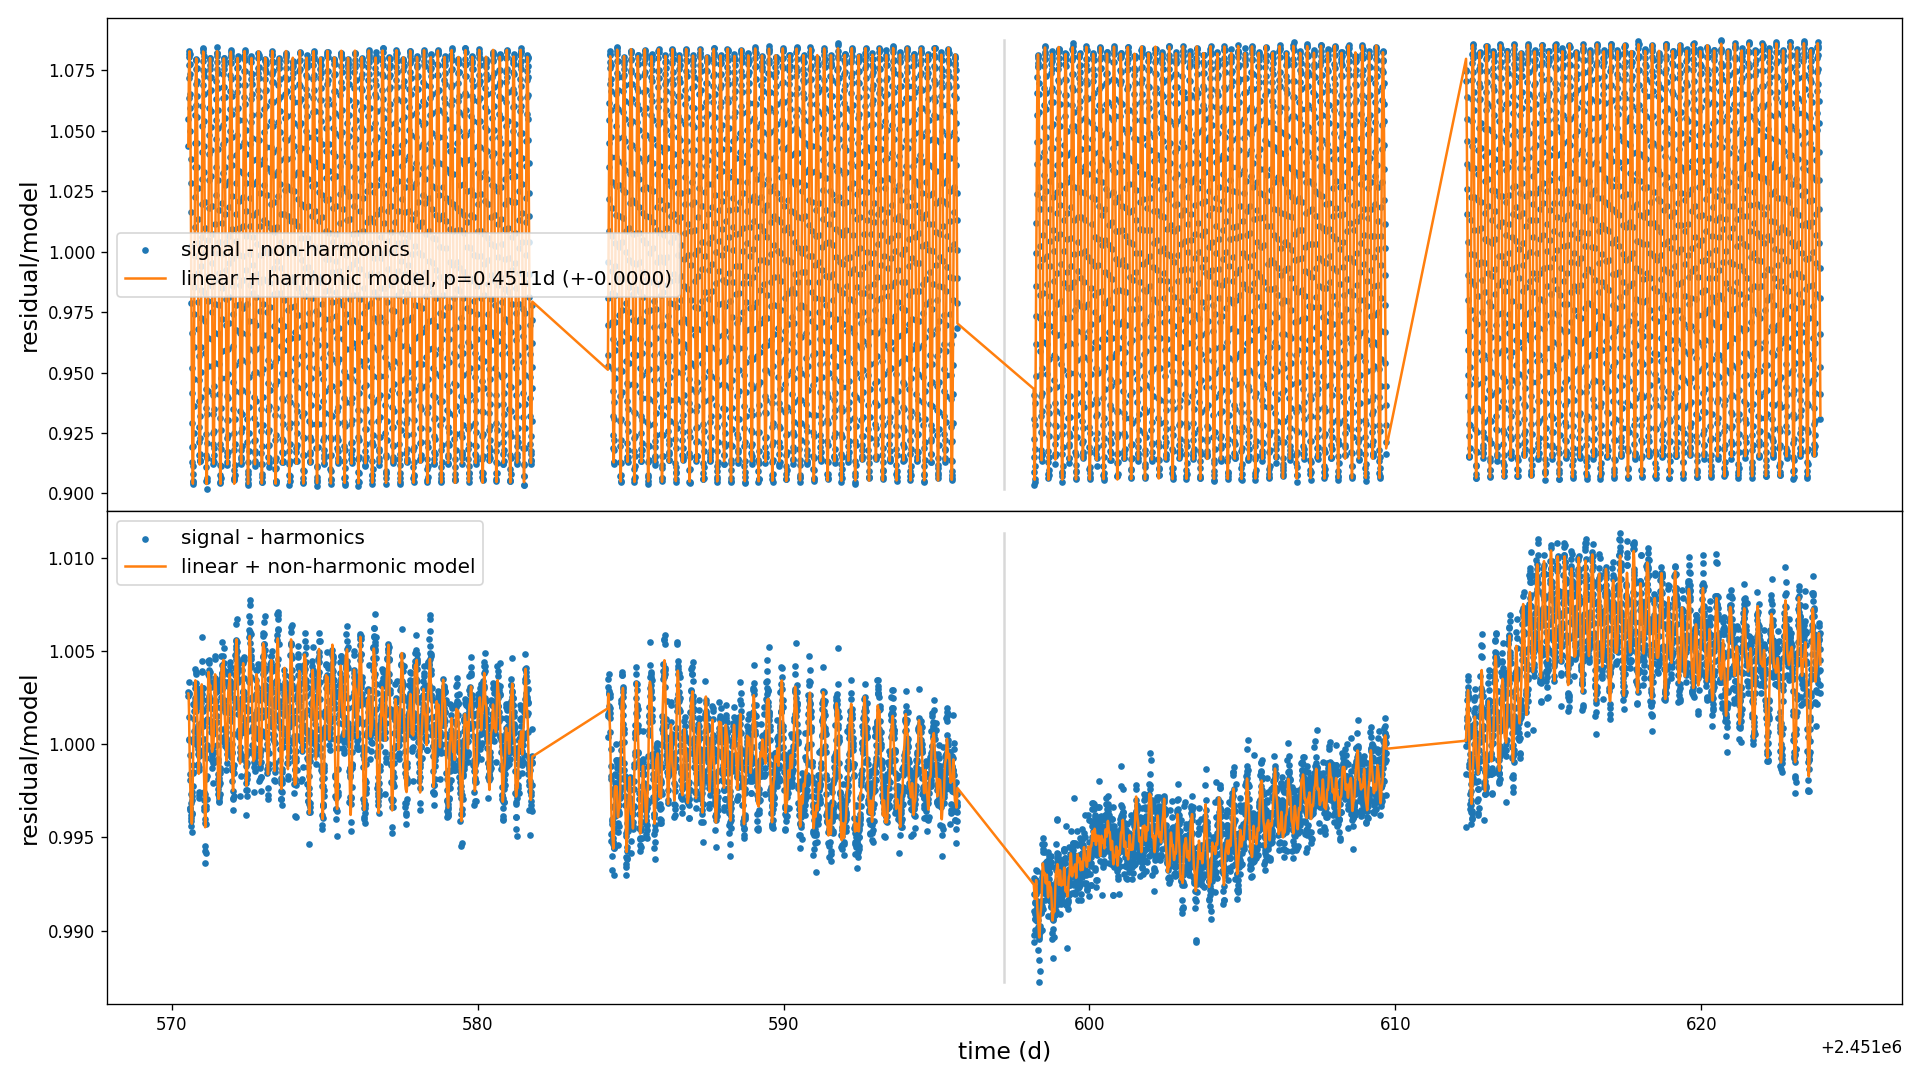 residual/model
1.075
1.050
1.025
1.000
0.975
0.950
0.925
0.900
signal - non-harmonics
linear + harmonic model, p=0.4511d (+-0.0000)
residual/model
1.010
1.005
1.000
0.995
0.990
signal - harmonics
linear + non-harmonic model
570 580 590 600 610 620
time (d)
+2.451e6